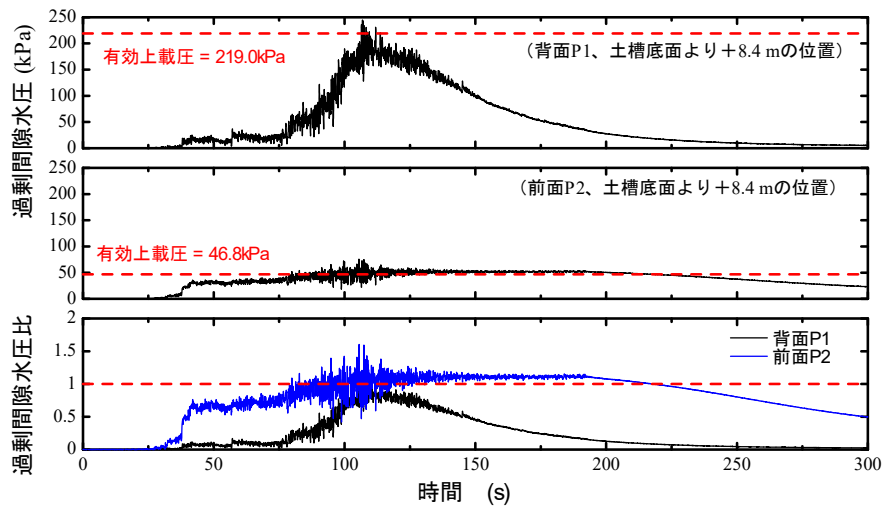 過剰間隙水圧 (kPa)
250
200
150
100
50
0
有効上載圧 = 219.0kPa
（背面P1、土槽底面より＋8.4 mの位置）
250
200
150
100
50
0
有効上載圧 = 46.8kPa
（前面P2、土槽底面より＋8.4 mの位置）
過剰間隙水圧比
2
1.5
1
0.5
0
背面P1
前面P2
0 50 100 150 200 250 300
時間 (s)